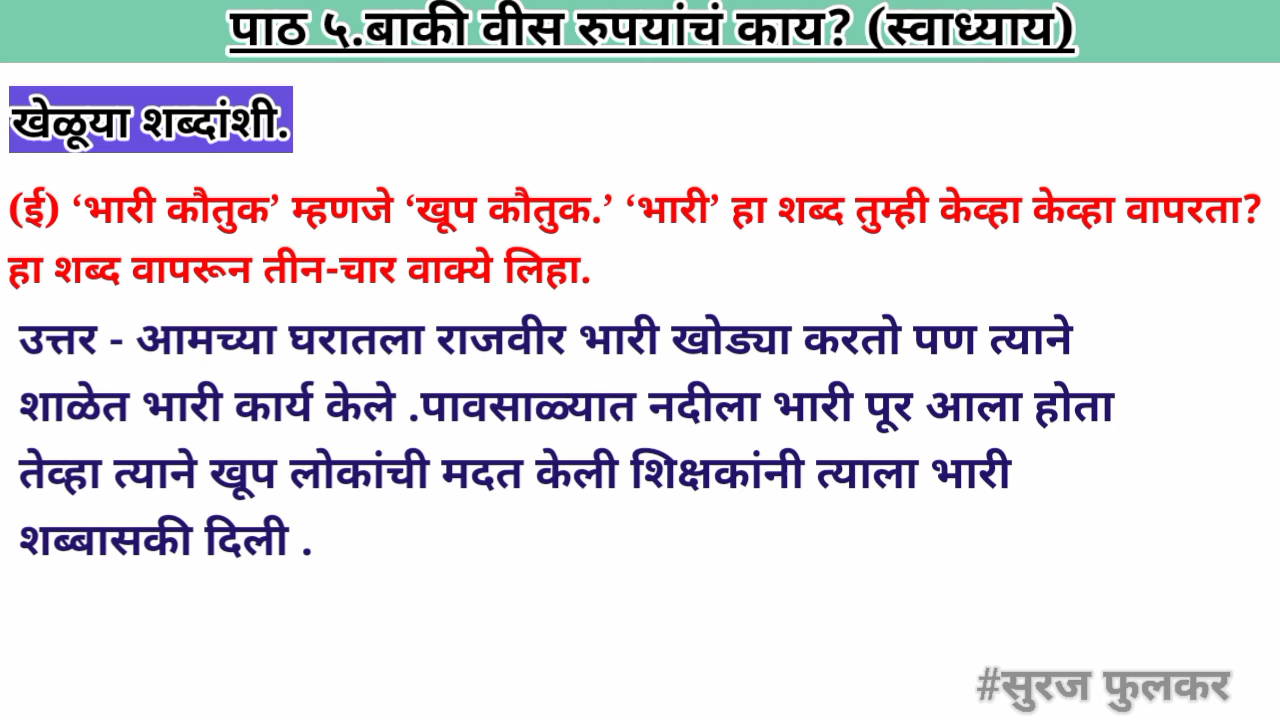 पाठ ५.बाकी वीस रुपयांचं काय? (स्वाध्याय)
खेळूया शब्दांशी.
(ई) ‘भारी कौतुक’ म्हणजे ‘खूप कौतुक.’ ‘भारी’ हा शब्द तुम्ही केव्हा केव्हा वापरता?
हा शब्द वापरून तीन-चार वाक्ये लिहा.
उत्तर - आमच्या घरातला राजवीर भारी खोड्या करतो पण त्याने
शाळेत भारी कार्य केले .पावसाळ्यात नदीला भारी पूर आला होता
तेव्हा त्याने खूप लोकांची मदत केली शिक्षकांनी त्याला भारी
शब्बासकी दिली .
#सुरज फुलकर